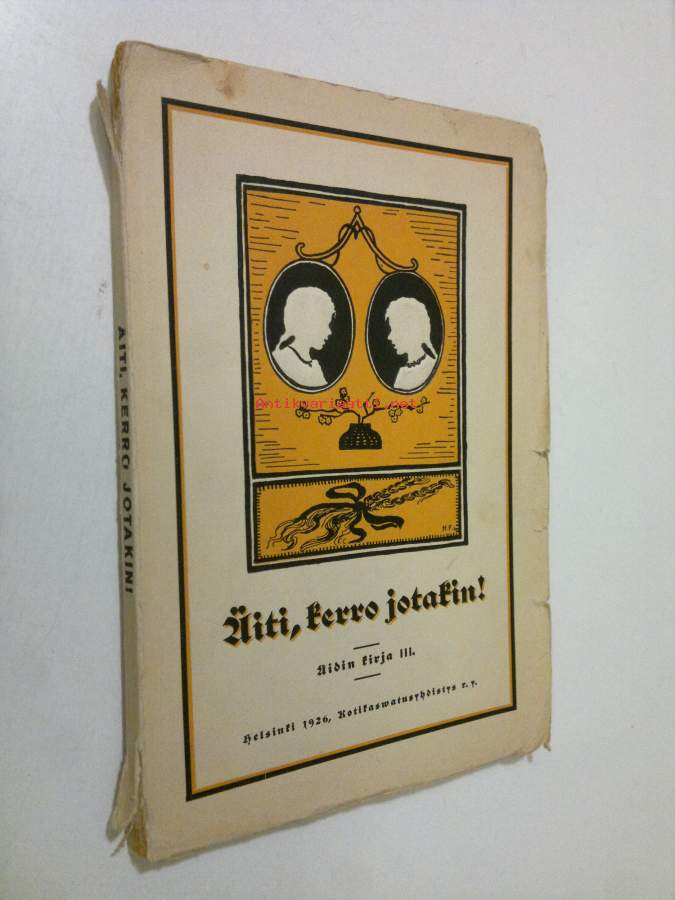 ÄITI, KERRO JOTAKIN!
Antikvariaatti.net
H.F.
Äiti, kerro jotakin!
Äidin kirja III.
Helsinki 1926, Kotikaswatusyhdistys r. y.